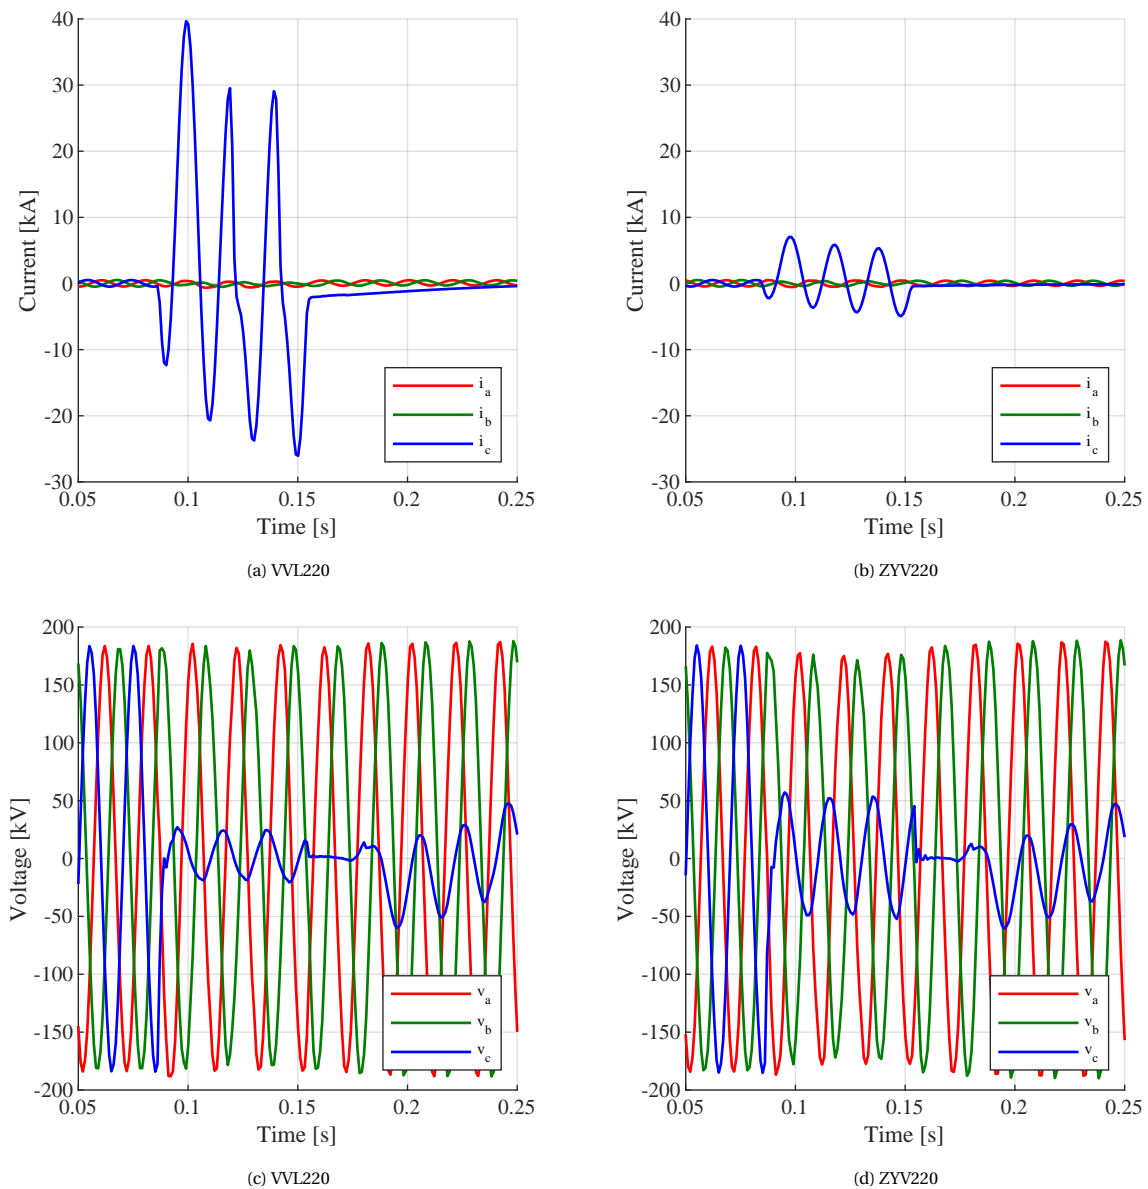 40
30
20
10
0
-10
-20
-30
Current [kA]
0.05
0.1
0.15
0.2
0.25
Time [s]
i_a
i_b
i_c
(a) VVL220
40
30
20
10
0
-10
-20
-30
Current [kA]
0.05
0.1
0.15
0.2
0.25
Time [s]
i_a
i_b
i_c
(b) ZYV220
200
150
100
50
0
-50
-100
-150
-200
Voltage [kV]
0.05
0.1
0.15
0.2
0.25
Time [s]
v_a
v_b
v_c
(c) VVL220
200
150
100
50
0
-50
-100
-150
-200
Voltage [kV]
0.05
0.1
0.15
0.2
0.25
Time [s]
v_a
v_b
v_c
(d) ZYV220